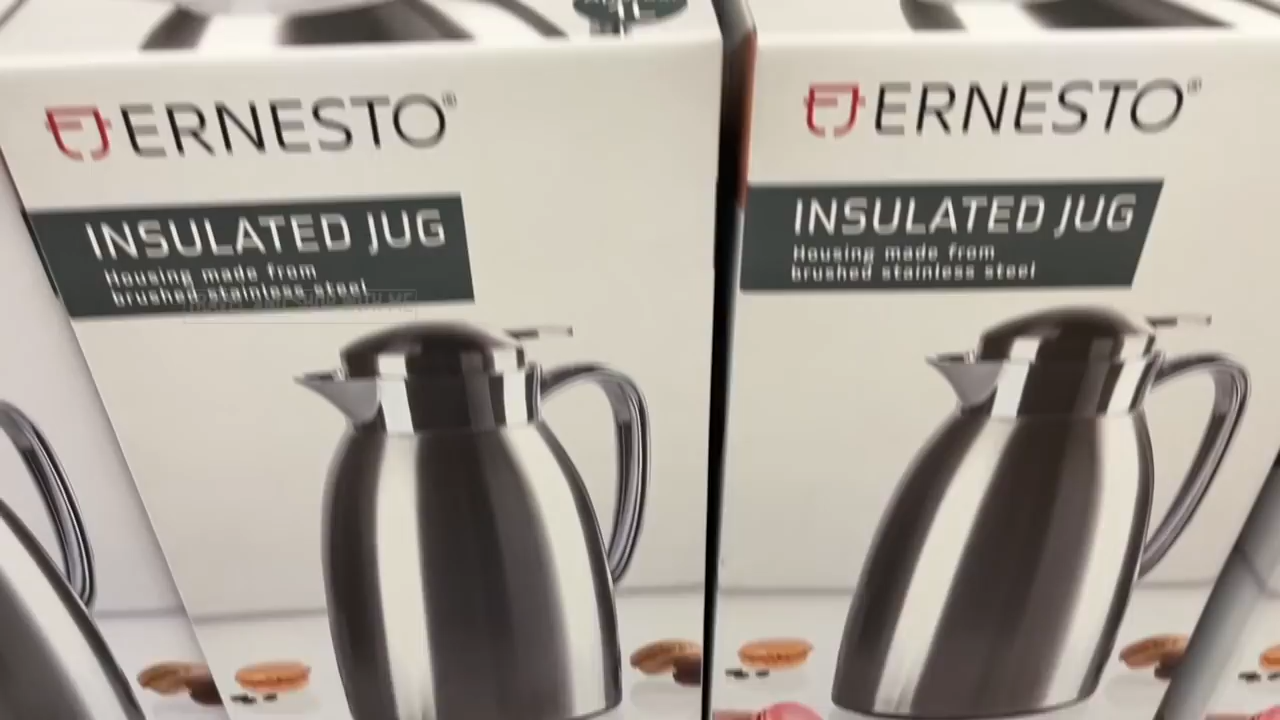 ERNESTO®
INSULATED JUG
Housing made from
brushed stainless steel
ERNESTO®
INSULATED JUG
Housing made from
brushed stainless steel